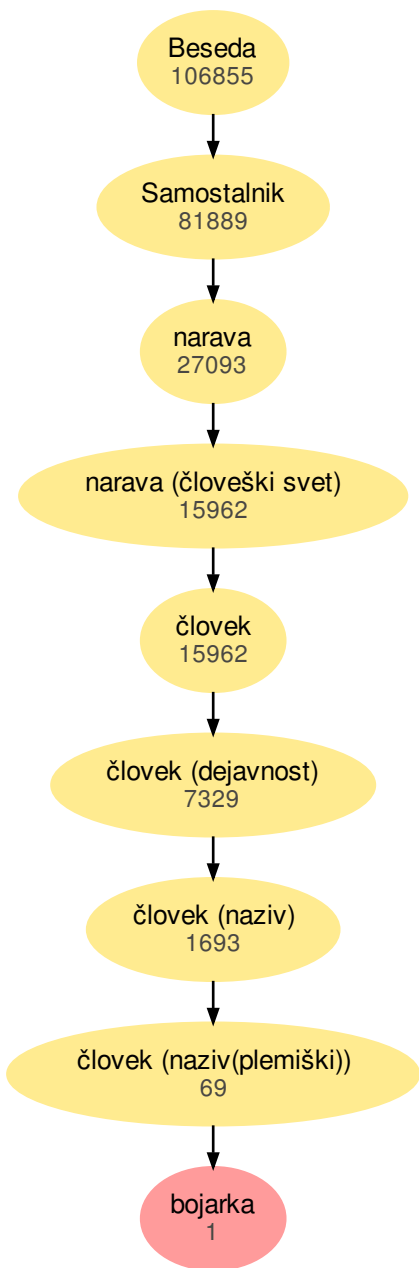 Beseda
106855
Samostalnik
81889
narava
27093
narava (človeški svet)
15962
človek
15962
človek (dejavnost)
7329
človek (naziv)
1693
človek (naziv(plemiški))
69
bojarka
1